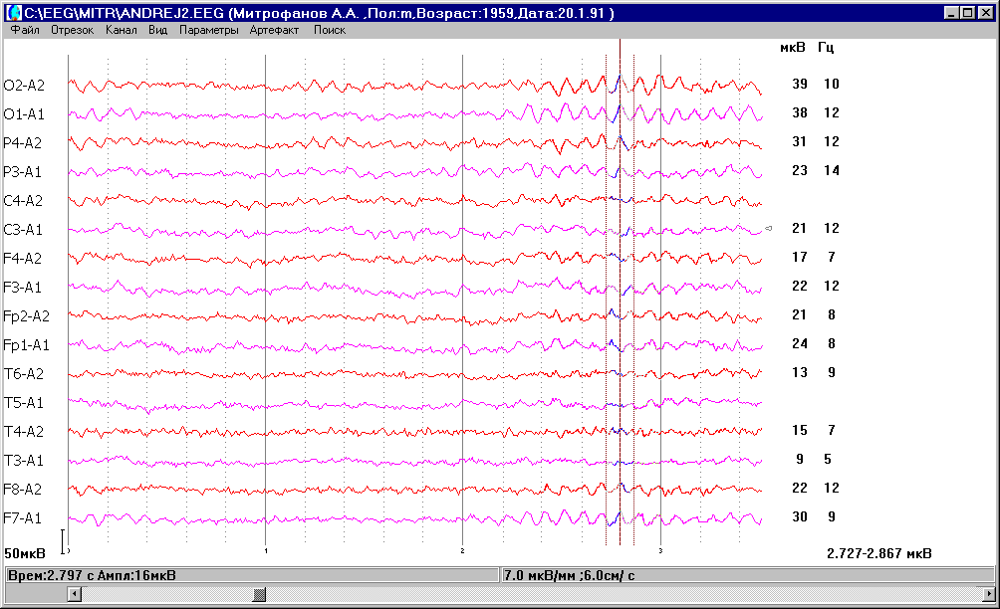 C:\EEG\MITR\ANDREJ2.EEG (Митрофанов А.А. ,Пол:m,Возраст:1959,Дата:20.1.91 )
Файл Отрезок Канал Вид Параметры Артефакт Поиск
мкВ Гц
O2-A2 39 10
O1-A1 38 12
P4-A2 31 12
P3-A1 23 14
C4-A2
C3-A1 21 12
F4-A2 17 7
F3-A1 22 12
Fp2-A2 21 8
Fp1-A1 24 8
T6-A2 13 9
T5-A1
T4-A2 15 7
T3-A1 9 5
F8-A2 22 12
F7-A1 30 9
50мкВ 0 1 2 3 2.727-2.867 мкВ
Врем:2.797 с Ампл:16мкВ 7.0 мкВ/мм ;6.0см/ с